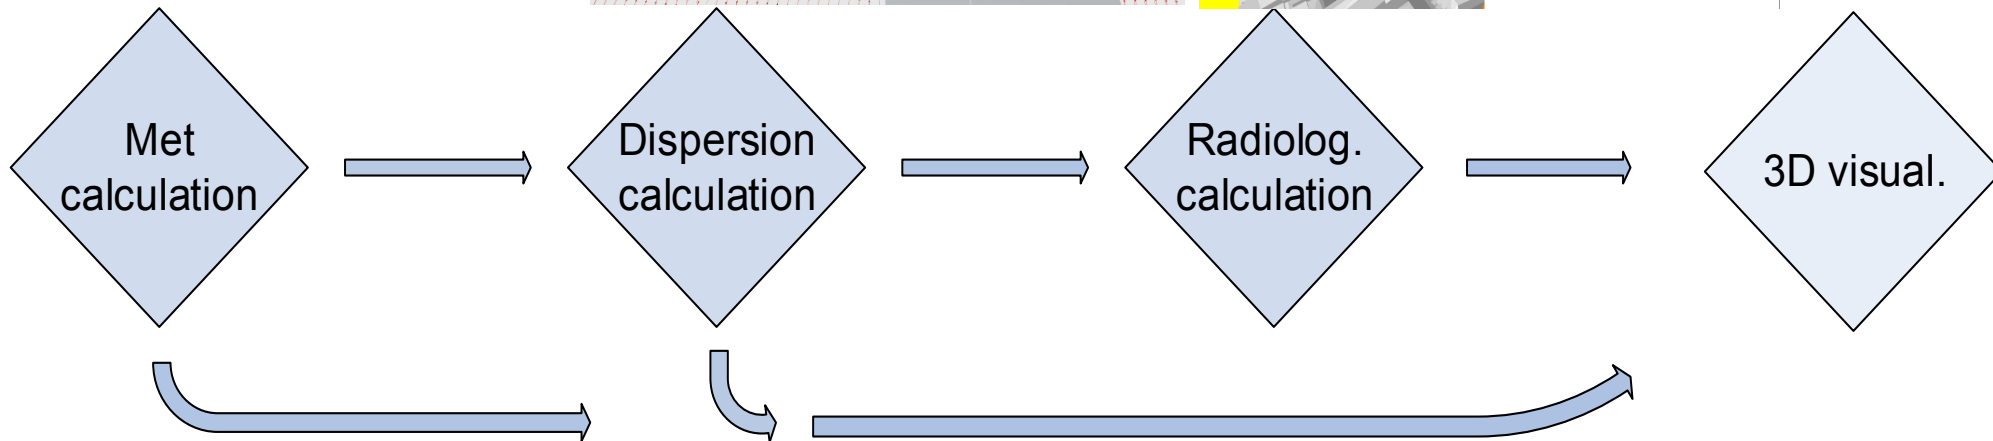 Met
calculation
Dispersion
calculation
Radiolog.
calculation
3D visual.